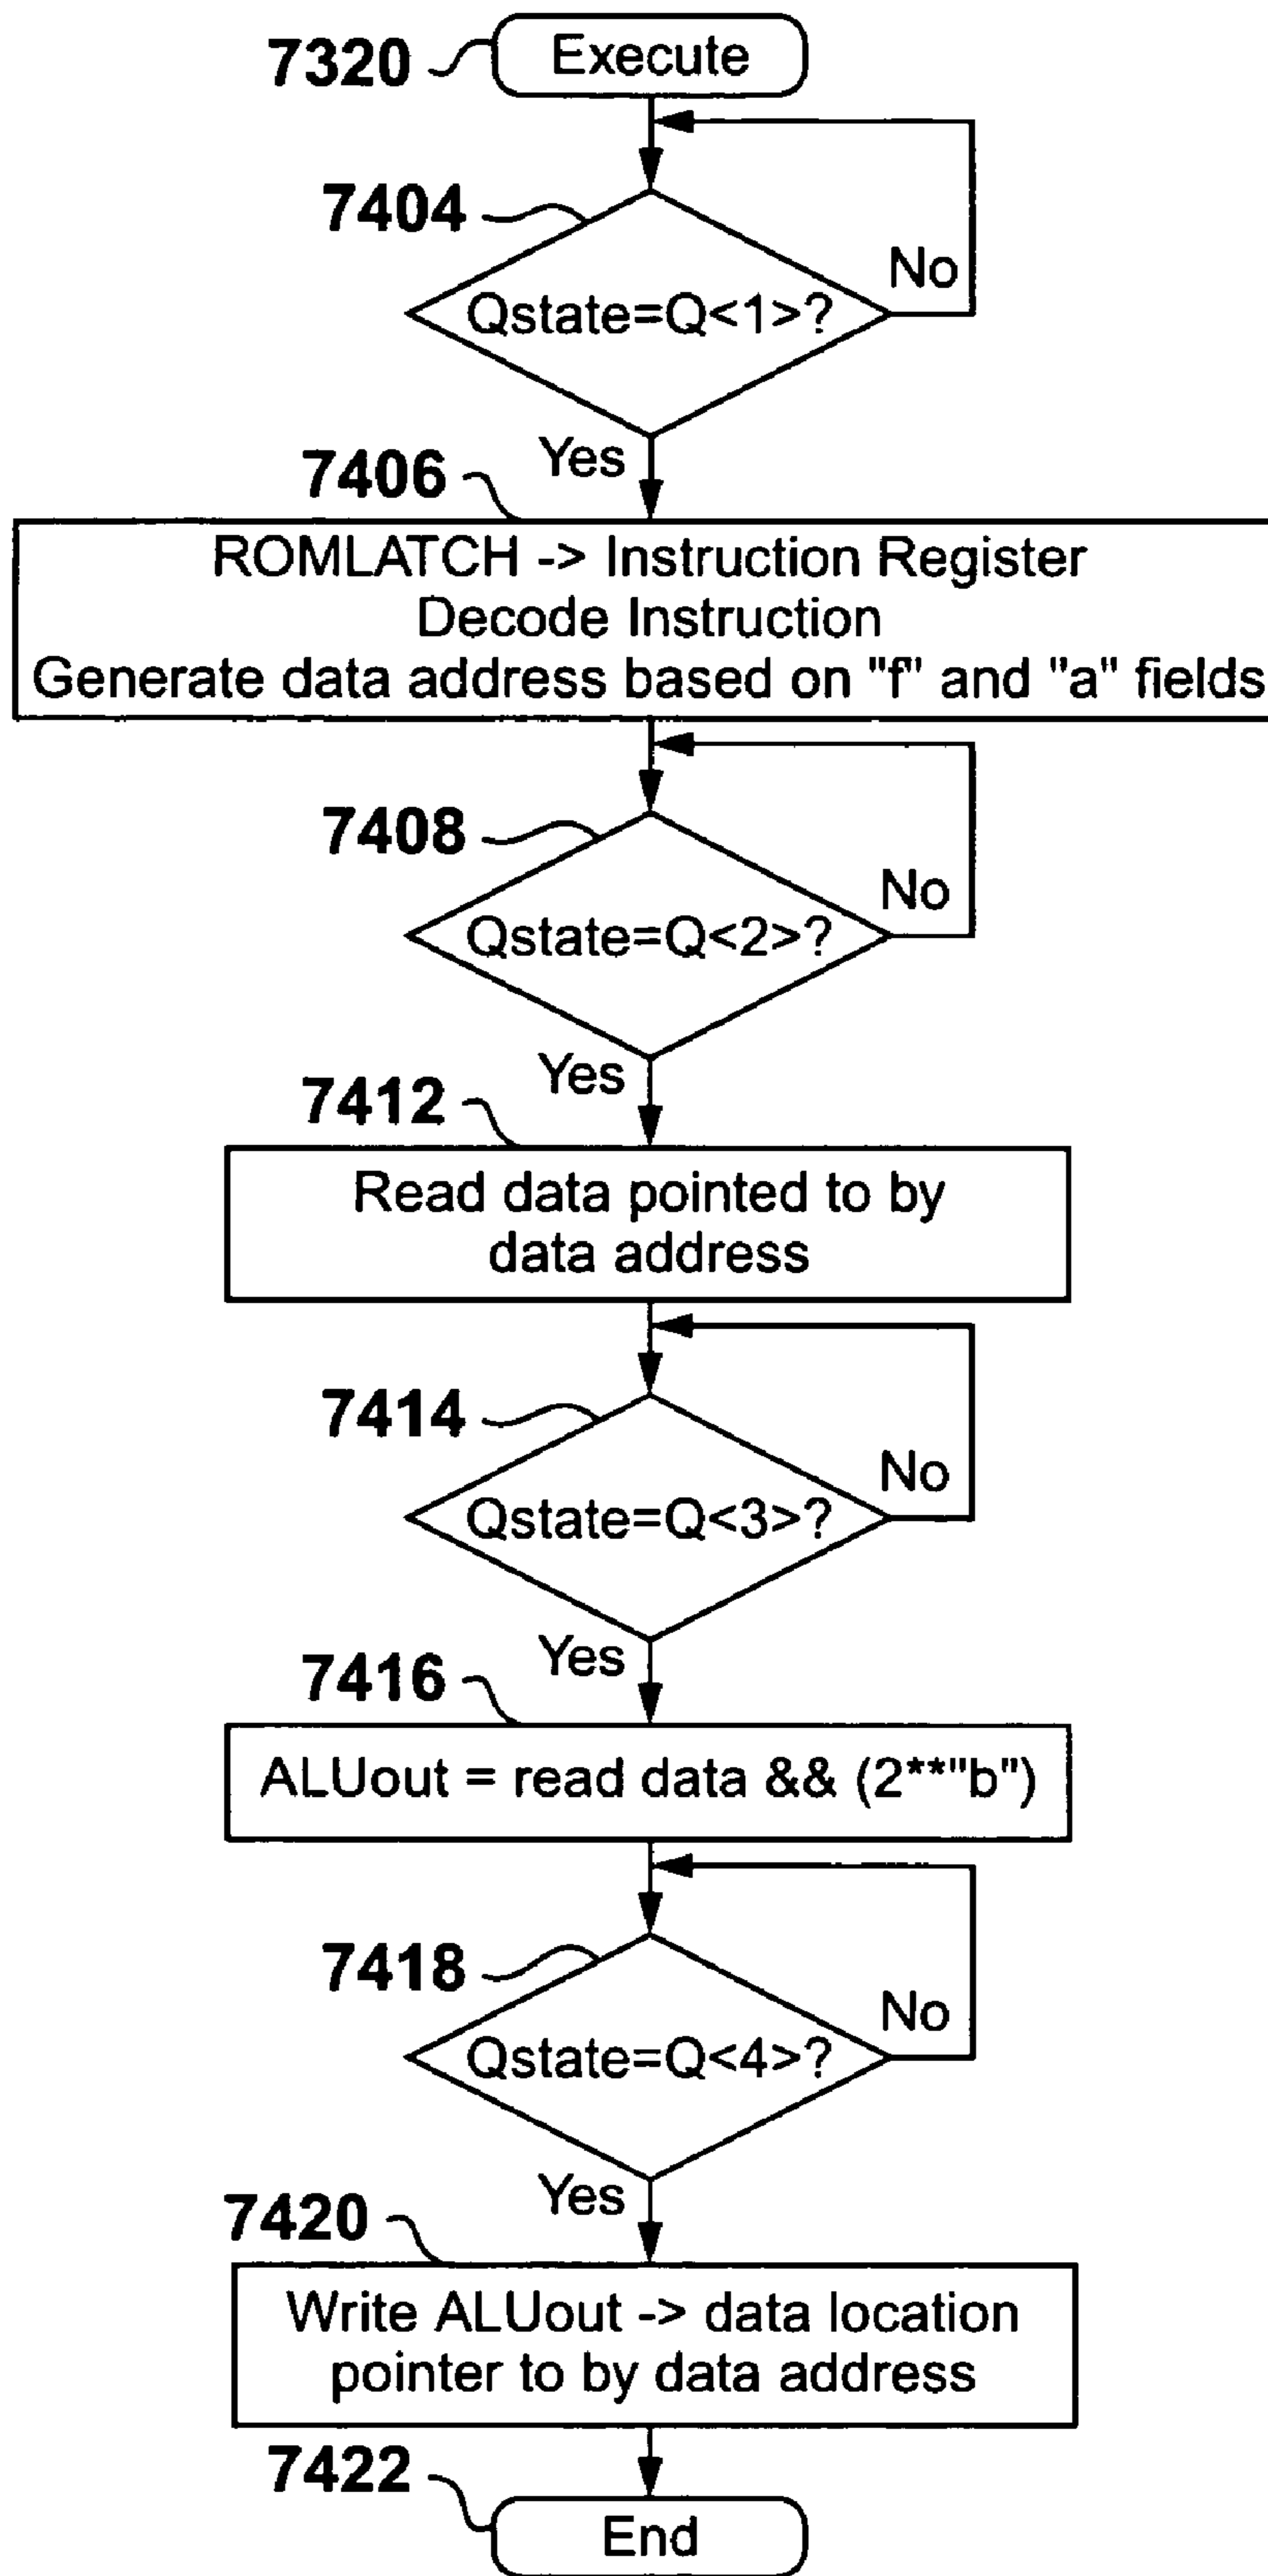 7320
Execute
7404
No
Qstate=Q<1>?
Yes
7406
ROMLATCH -> Instruction Register
Decode Instruction
Generate data address based on "f" and "a" fields
7408
No
Qstate=Q<2>?
Yes
7412
Read data pointed to by
data address
7414
No
Qstate=Q<3>?
Yes
7416
ALUout = read data && (2**"b")
7418
No
Qstate=Q<4>?
Yes
7420
Write ALUout -> data location
pointer to by data address
7422
End